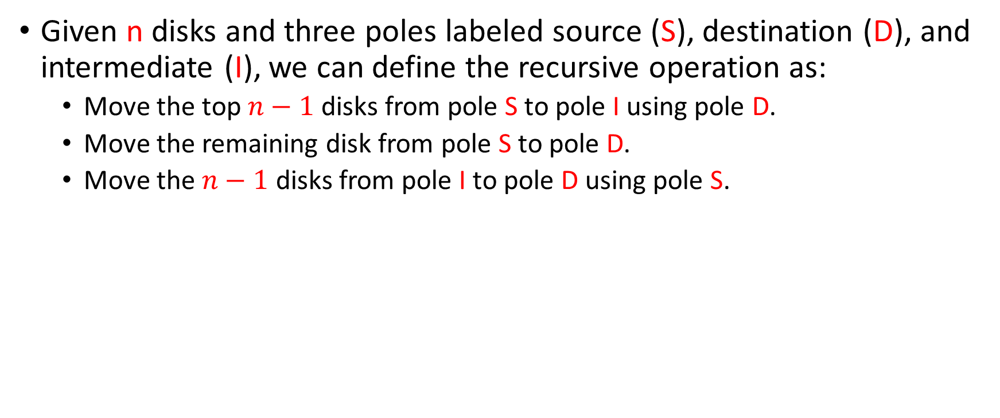 • Given n disks and three poles labeled source (S), destination (D), and
intermediate (I), we can define the recursive operation as:
• Move the top n − 1 disks from pole S to pole I using pole D.
• Move the remaining disk from pole S to pole D.
• Move the n − 1 disks from pole I to pole D using pole S.